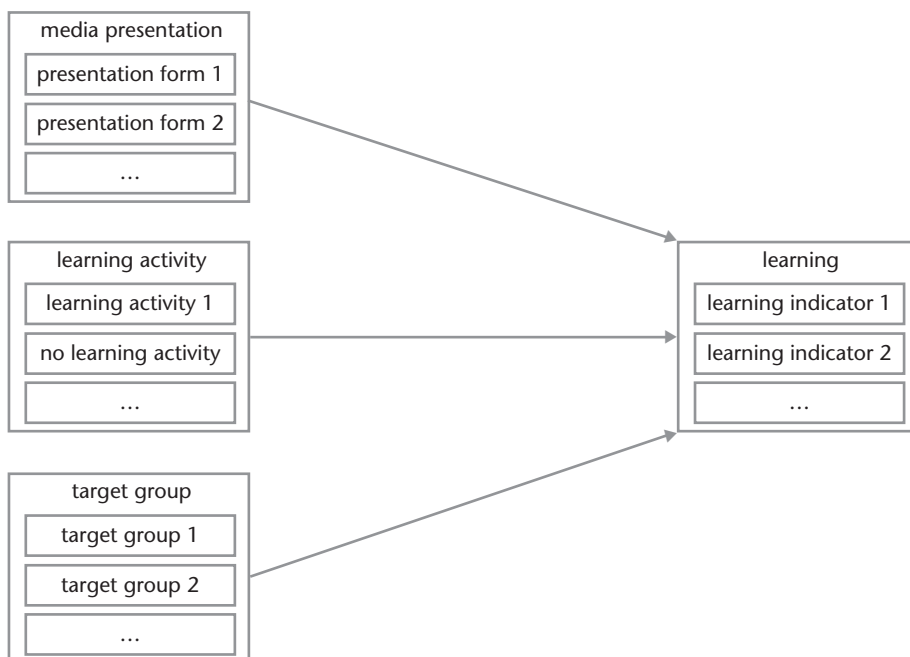 media presentation
presentation form 1
presentation form 2
...
learning activity
learning activity 1
no learning activity
...
target group
target group 1
target group 2
...
learning
learning indicator 1
learning indicator 2
...